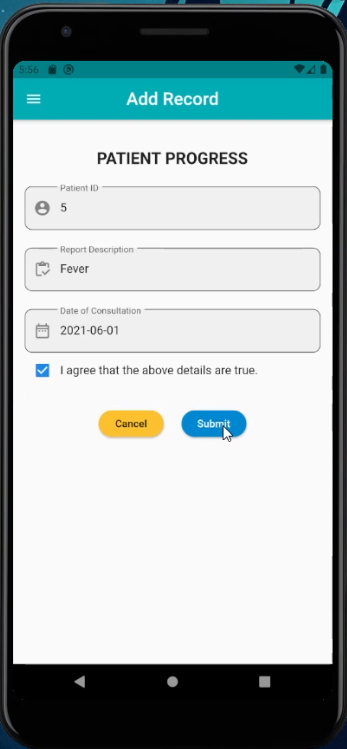 5:56
Add Record
PATIENT PROGRESS
Patient ID
5
Report Description
Fever
Date of Consultation
2021-06-01
I agree that the above details are true.
Cancel
Submit